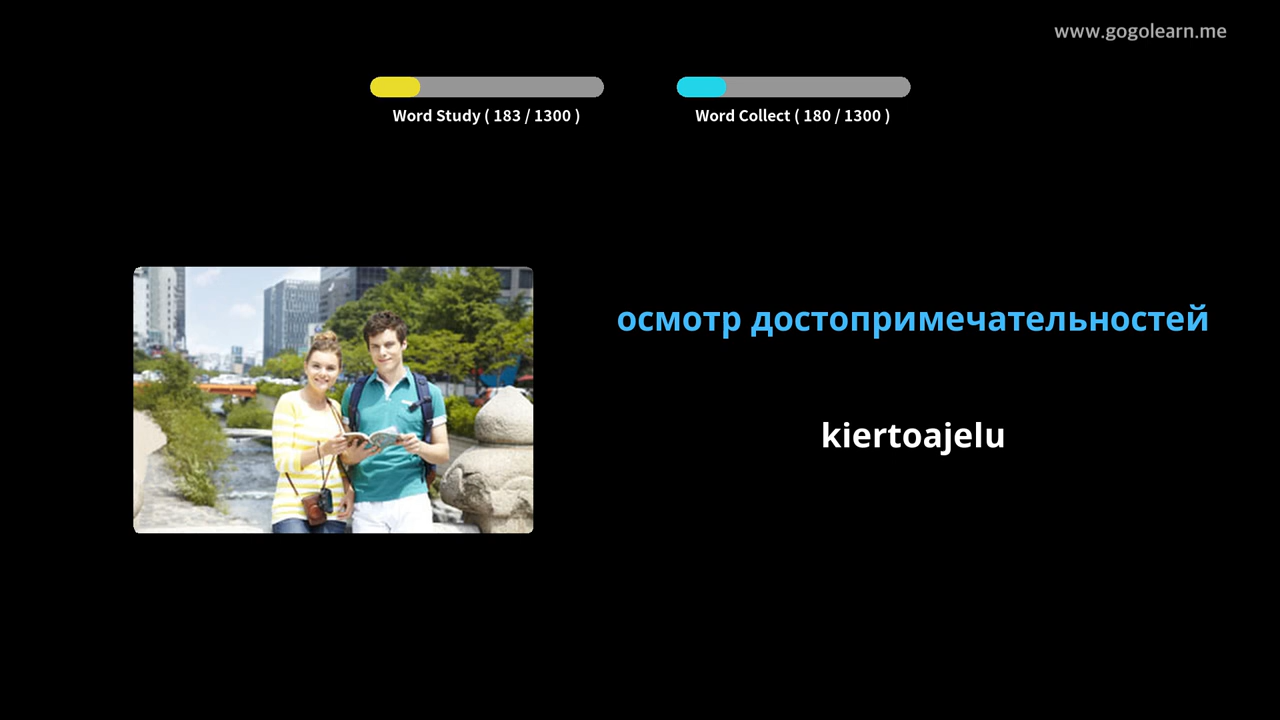 www.gogolearn.me
Word Study ( 183 / 1300 )
Word Collect ( 180 / 1300 )
осмотр достопримечательностей
kiertoajelu